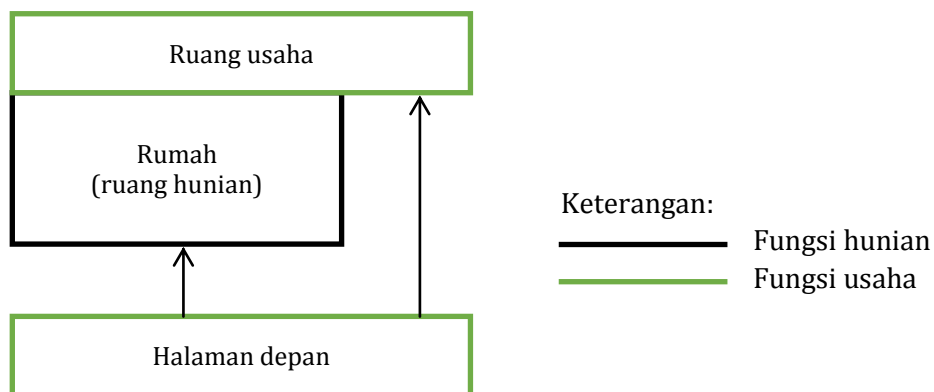 Ruang usaha
Rumah
(ruang hunian)
Keterangan:
Fungsi hunian
Fungsi usaha
Halaman depan